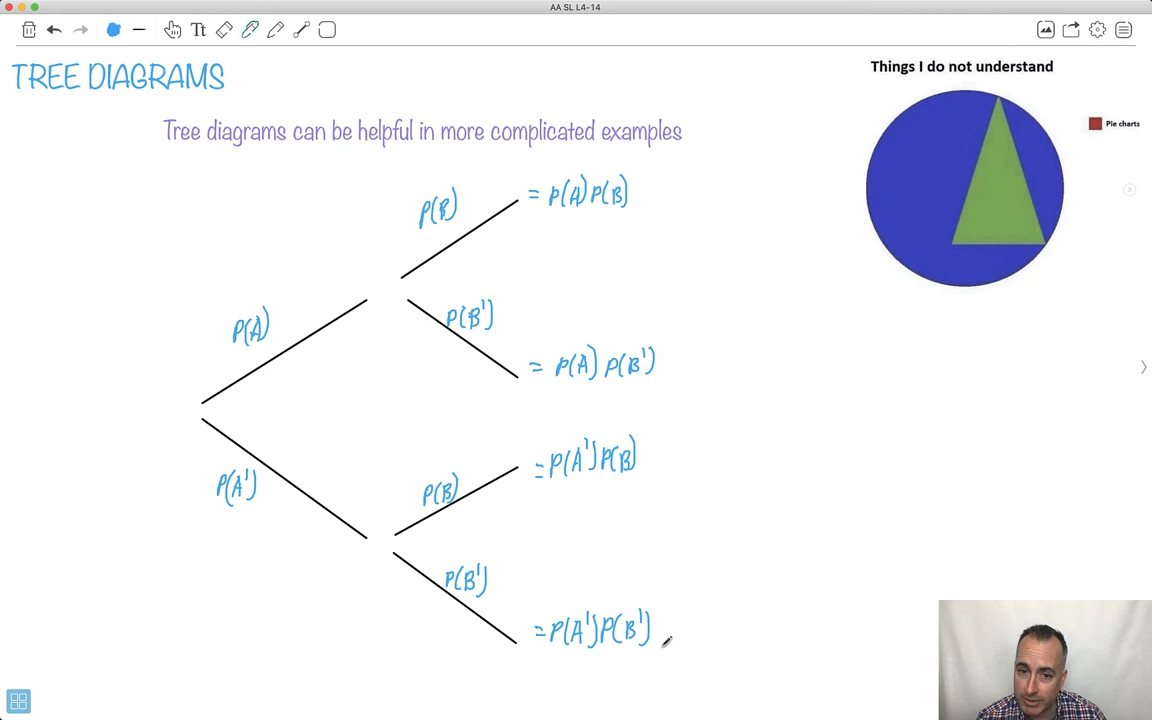 AA SL L4-14
Tt
TREE DIAGRAMS
Things I do not understand
Pie charts
Tree diagrams can be helpful in more complicated examples
P(B)
= P(A) P(B)
P(A)
P(B')
= P(A) P(B')
P(A')
P(B)
= P(A') P(B)
P(B')
= P(A') P(B')